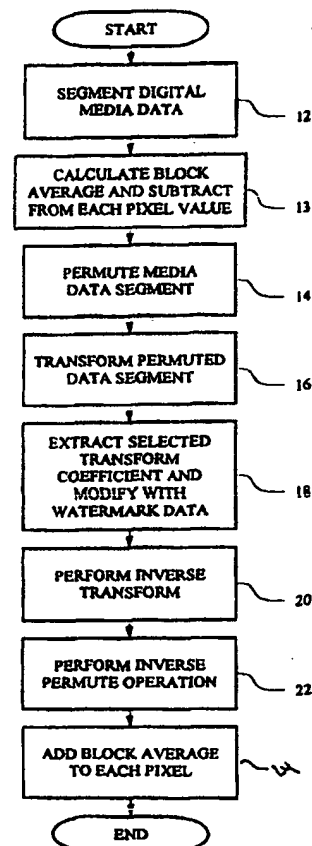 START
SEGMENT DIGITAL
MEDIA DATA
12
CALCULATE BLOCK
AVERAGE AND SUBTRACT
FROM EACH PIXEL VALUE
13
PERMUTE MEDIA
DATA SEGMENT
14
TRANSFORM PERMUTED
DATA SEGMENT
16
EXTRACT SELECTED
TRANSFORM
COEFFICIENT AND
MODIFY WITH
WATERMARK DATA
18
PERFORM INVERSE
TRANSFORM
20
PERFORM INVERSE
PERMUTE OPERATION
22
ADD BLOCK AVERAGE
TO EACH PIXEL
24
END